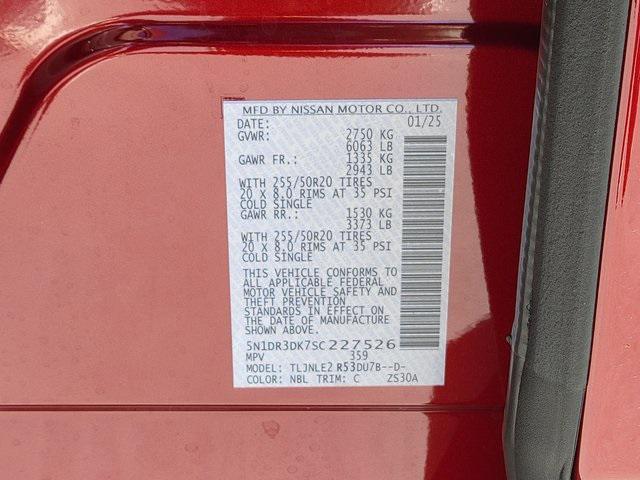 MFD BY NISSAN MOTOR CO., LTD.
DATE: 01/25
GVWR: 2750 KG
6063 LB
GAWR FR.: 1335 KG
2943 LB
WITH 255/50R20 TIRES
20 X 8.0 RIMS AT 35 PSI
COLD SINGLE
GAWR RR.: 1530 KG
3373 LB
WITH 255/50R20 TIRES
20 X 8.0 RIMS AT 35 PSI
COLD SINGLE
THIS VEHICLE CONFORMS TO
ALL APPLICABLE FEDERAL
MOTOR VEHICLE SAFETY AND
THEFT PREVENTION
STANDARDS IN EFFECT ON
THE DATE OF MANUFACTURE
SHOWN ABOVE.
5N1DR3DK7SC227526
MPV 359
MODEL: TLJNLE2 R53DU7B--D-
COLOR: NBL TRIM: C ZS30A